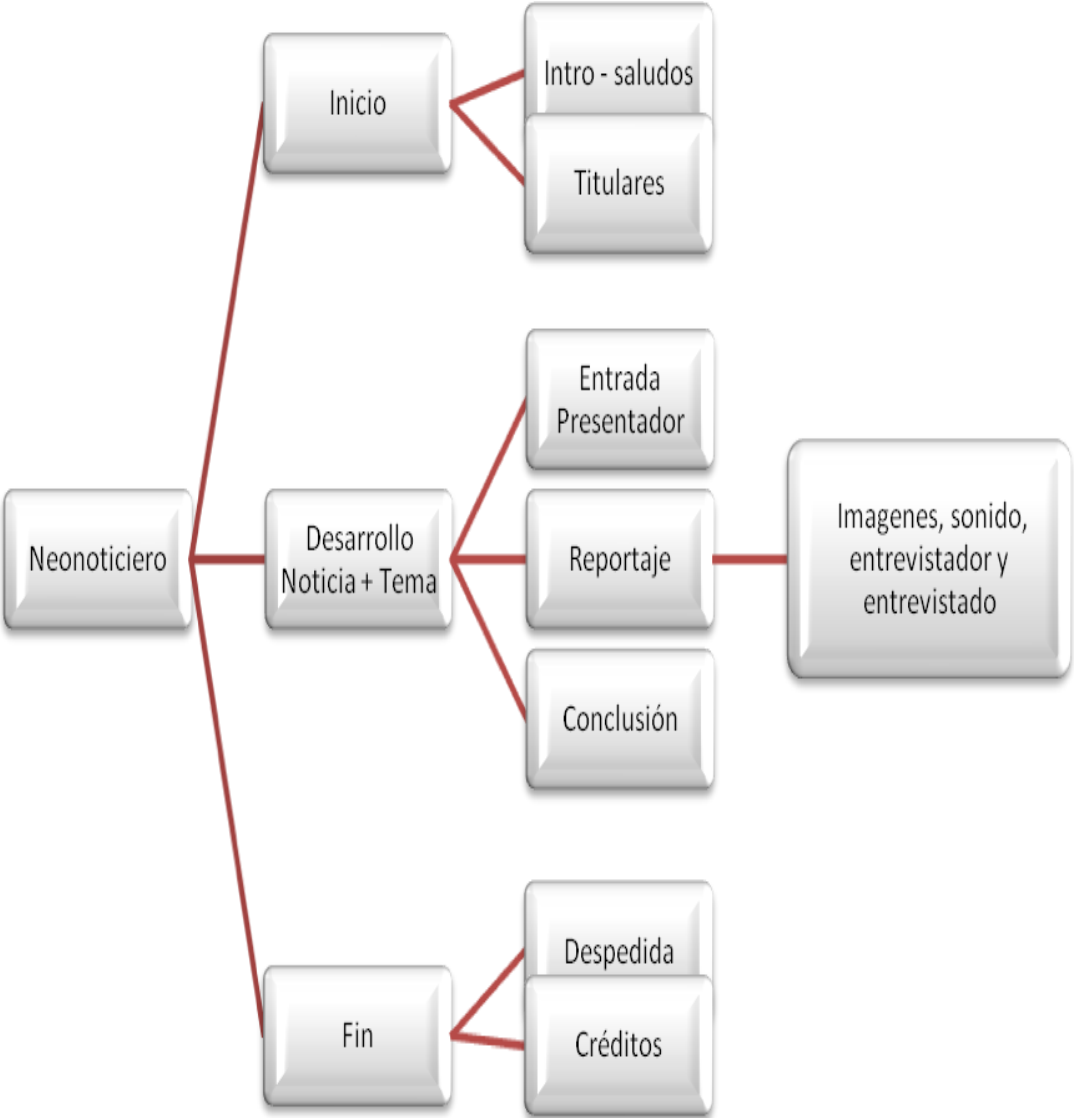 Neonoticiero
Inicio
Intro - saludos
Titulares
Desarrollo
Noticia + Tema
Entrada
Presentador
Reportaje
Imagenes, sonido,
entrevistador y
entrevistado
Conclusión
Fin
Despedida
Créditos